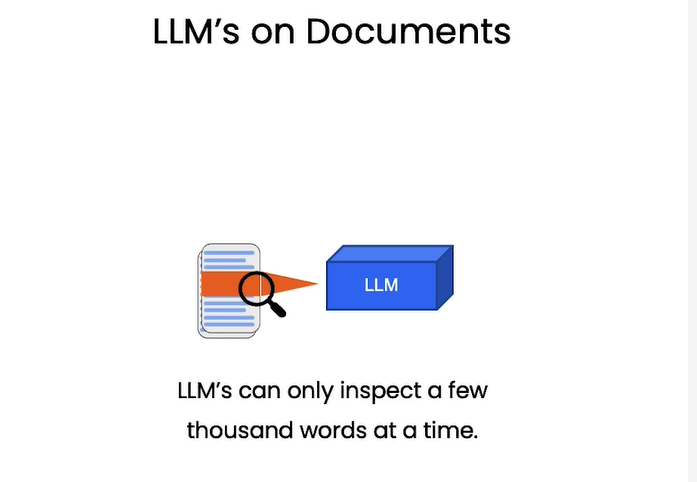 LLM’s on Documents
LLM
LLM’s can only inspect a few
thousand words at a time.